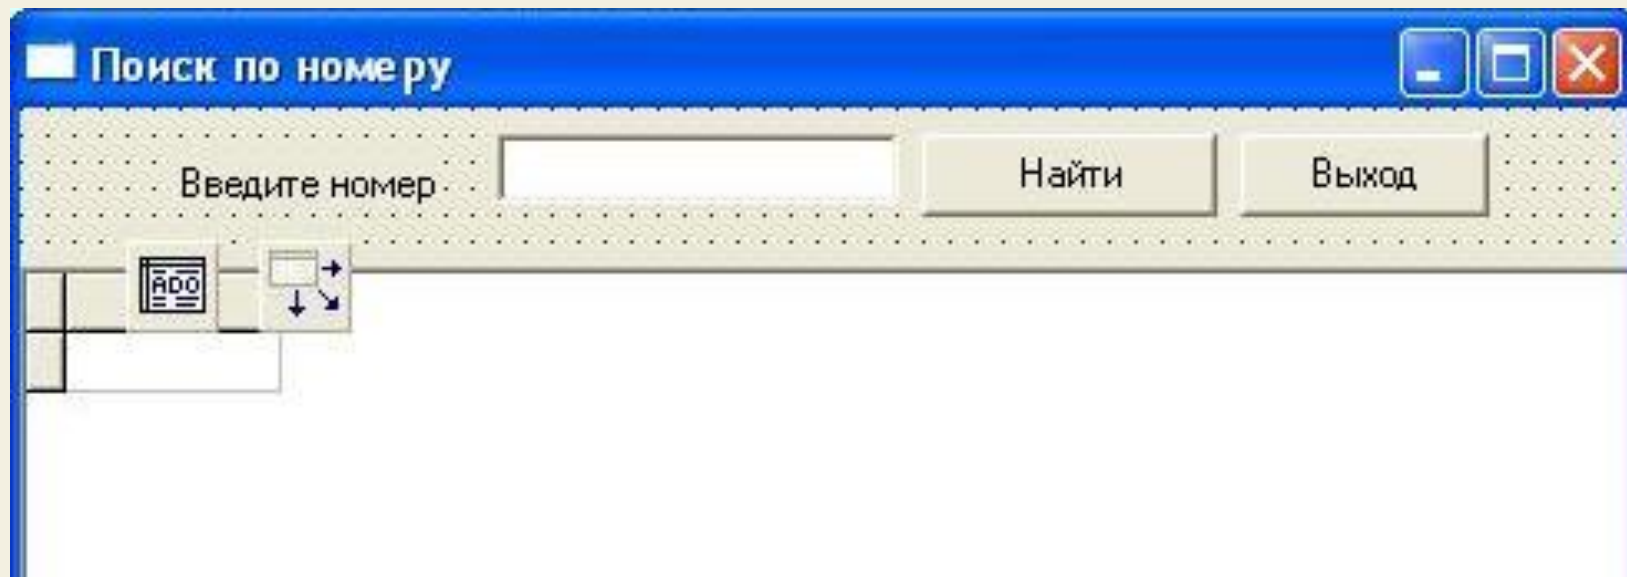 Поиск по номеру
Введите номер
Найти
Выход
ADO